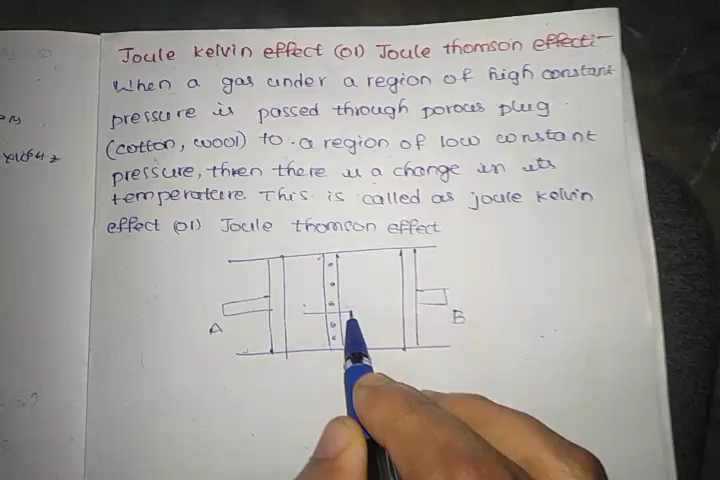 Joule kelvin effect (or) Joule thomson effect:-
When a gas under a region of high constant
pressure is passed through porous plug
(cotton, wool) to a region of low constant
pressure, then there is a change in its
temperature. This is called as joule kelvin
effect (or) Joule thomson effect
A
B